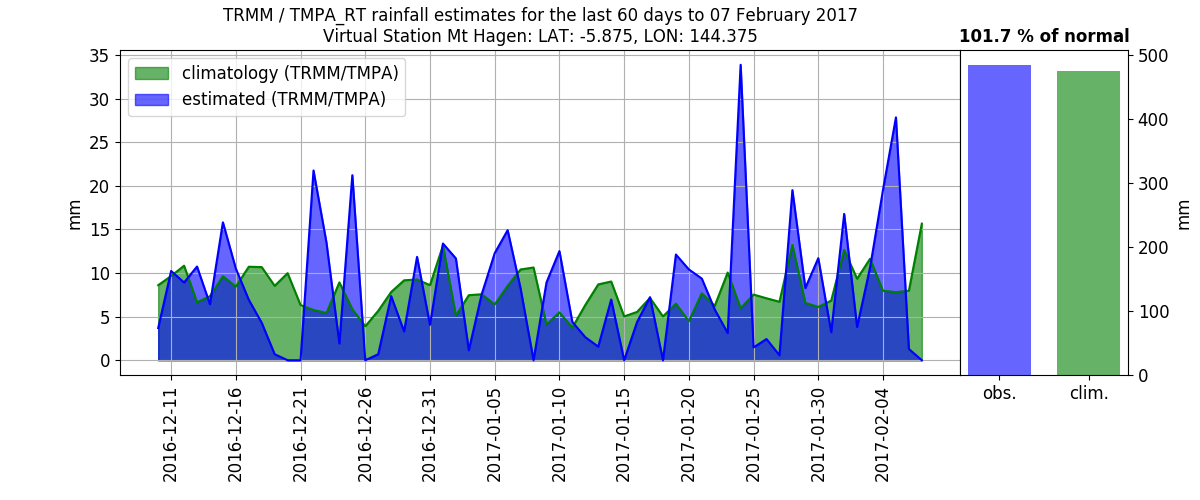 TRMM / TMPA_RT rainfall estimates for the last 60 days to 07 February 2017
Virtual Station Mt Hagen: LAT: -5.875, LON: 144.375
101.7 % of normal
climatology (TRMM/TMPA)
estimated (TRMM/TMPA)
mm
35
30
25
20
15
10
5
0
2016-12-11
2016-12-16
2016-12-21
2016-12-26
2016-12-31
2017-01-05
2017-01-10
2017-01-15
2017-01-20
2017-01-25
2017-01-30
2017-02-04
500
400
300
200
100
0
mm
obs.
clim.